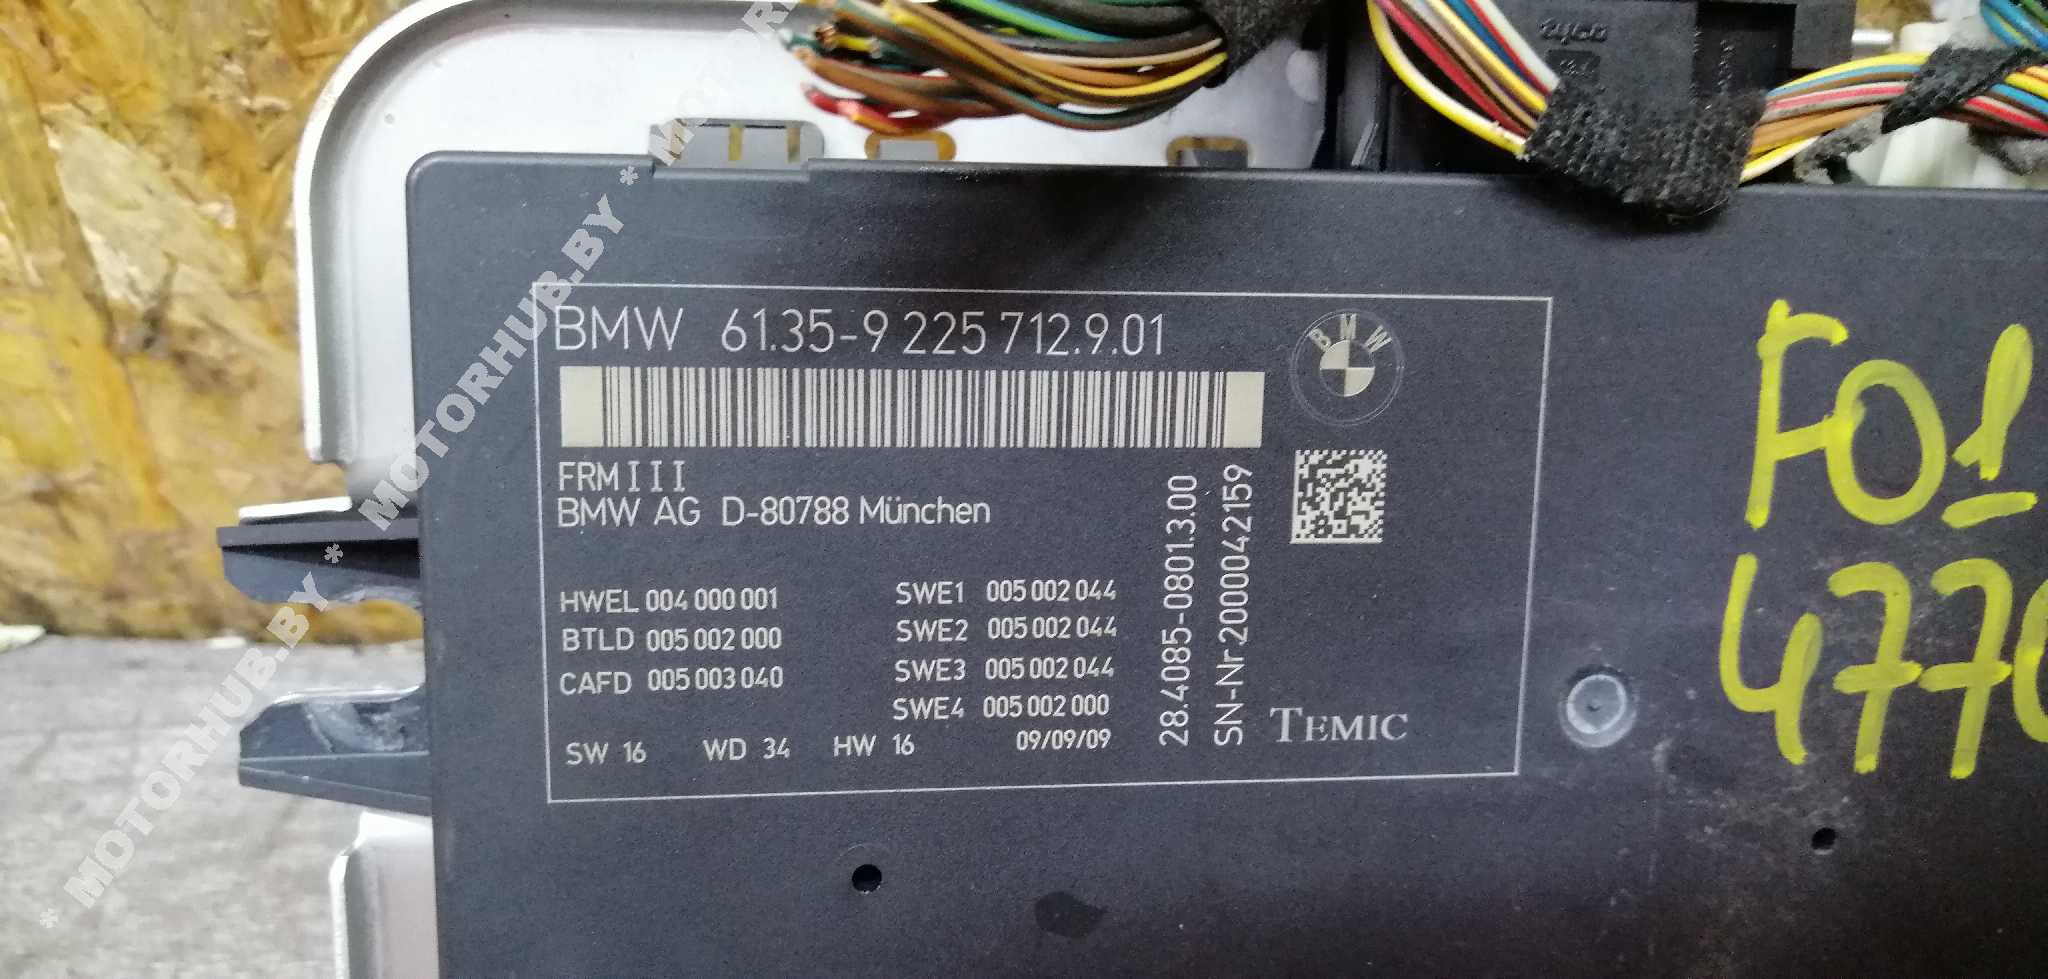 BMW 61.35-9 225 712.9.01
BMW
FRM III
BMW AG D-80788 München
HWEL 004 000 001
BTLD 005 002 000
CAFD 005 003 040
SWE1 005 002 044
SWE2 005 002 044
SWE3 005 002 044
SWE4 005 002 000
SW 16 WD 34 HW 16 09/09/09
28.4085-0801.3.00
SN-Nr.2000042159
TEMIC
F01
4770
* MOTORHUB.BY * MOTORHUB.BY * MOTORHUB.BY